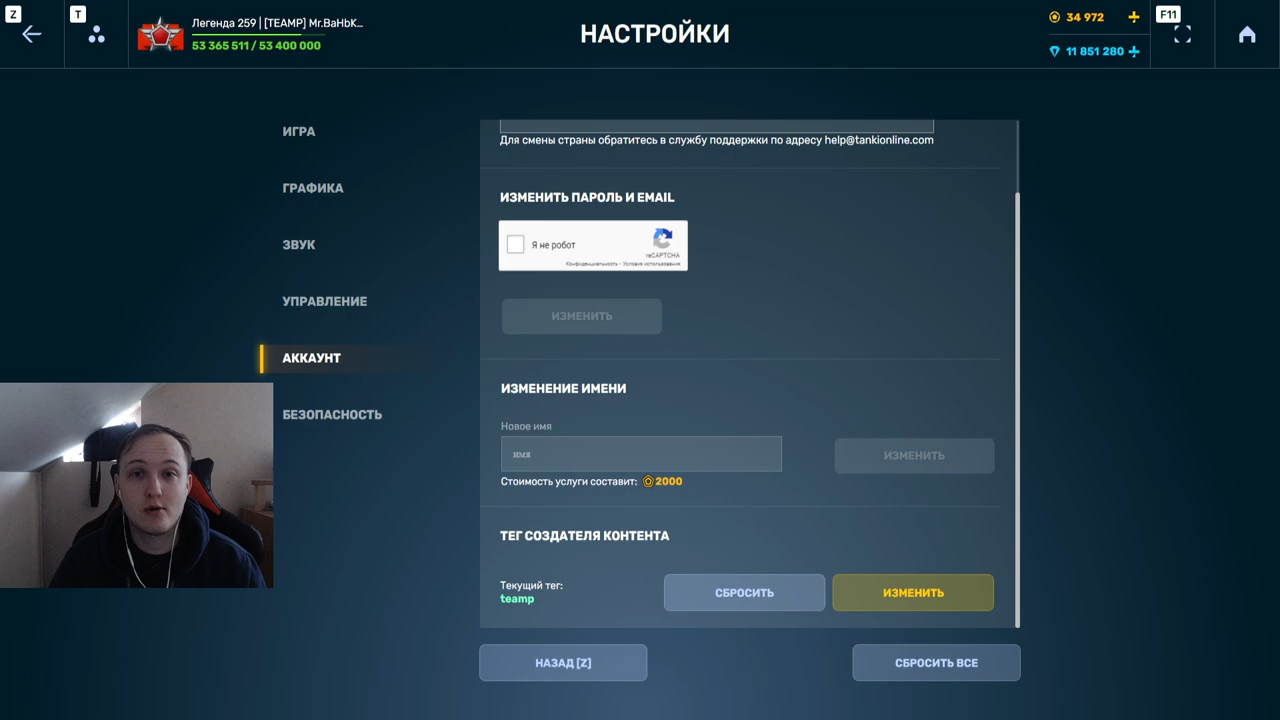 Z
T
Легенда 259 | [TEAMP] Mr.BaHbK...
53 365 511 / 53 400 000
НАСТРОЙКИ
34 972
11 851 280
F11
ИГРА
ГРАФИКА
ЗВУК
УПРАВЛЕНИЕ
АККАУНТ
БЕЗОПАСНОСТЬ
Для смены страны обратитесь в службу поддержки по адресу help@tankionline.com
ИЗМЕНИТЬ ПАРОЛЬ И EMAIL
Я не робот
reCAPTCHA
Конфиденциальность - Условия использования
ИЗМЕНИТЬ
ИЗМЕНЕНИЕ ИМЕНИ
Новое имя
имя
ИЗМЕНИТЬ
Стоимость услуги составит: 2000
ТЕГ СОЗДАТЕЛЯ КОНТЕНТА
Текущий тег:
teamp
СБРОСИТЬ
ИЗМЕНИТЬ
НАЗАД [Z]
СБРОСИТЬ ВСЕ